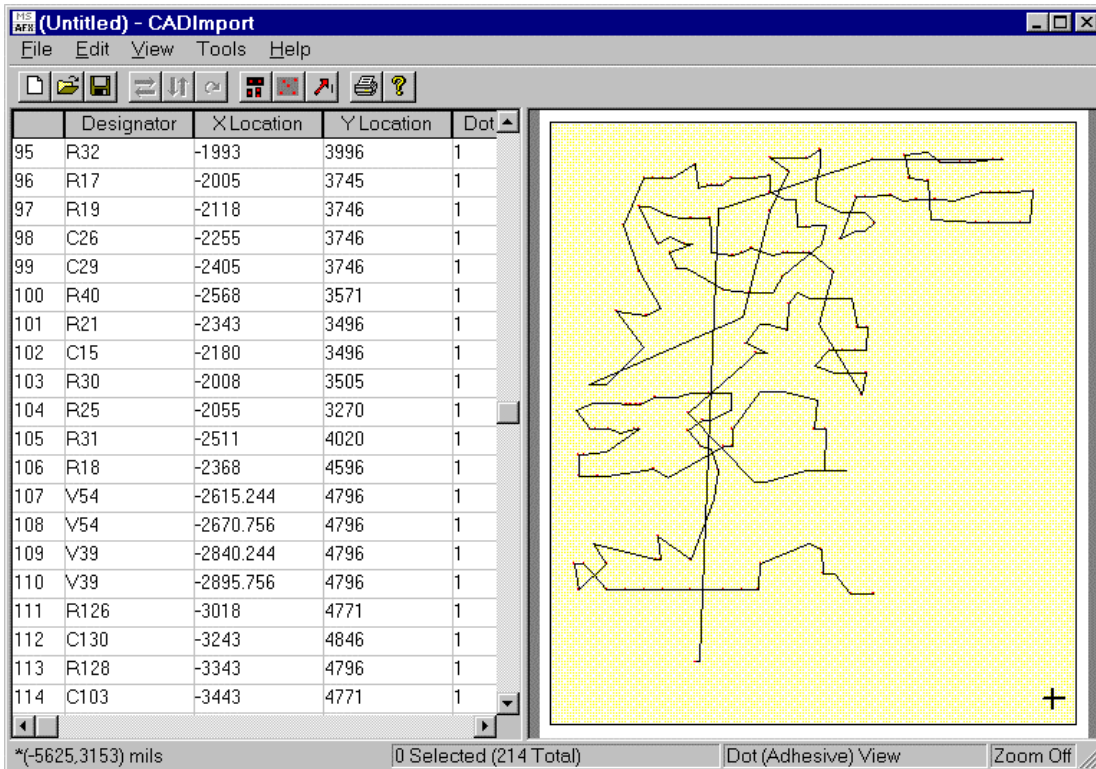 MS AFX (Untitled) - CADImport
File Edit View Tools Help
Designator X Location Y Location Dot
95 R32 -1993 3996 1
96 R17 -2005 3745 1
97 R19 -2118 3746 1
98 C26 -2255 3746 1
99 C29 -2405 3746 1
100 R40 -2568 3571 1
101 R21 -2343 3496 1
102 C15 -2180 3496 1
103 R30 -2008 3505 1
104 R25 -2055 3270 1
105 R31 -2511 4020 1
106 R18 -2368 4596 1
107 V54 -2615.244 4796 1
108 V54 -2670.756 4796 1
109 V39 -2840.244 4796 1
110 V39 -2895.756 4796 1
111 R126 -3018 4771 1
112 C130 -3243 4846 1
113 R128 -3343 4796 1
114 C103 -3443 4771 1
*(-5625,3153) mils 0 Selected (214 Total) Dot (Adhesive) View Zoom Off